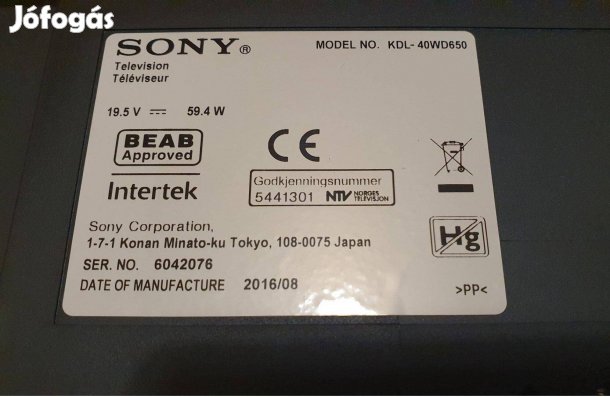 Jófogás
SONY®
MODEL NO. KDL-40WD650
Television
Téléviseur
19.5 V ⎓ 59.4 W
BEAB
Approved
CE
Intertek
Godkjenningsnummer
5441301 NTV NORGES TELEVISJON
Hg
Sony Corporation,
1-7-1 Konan Minato-ku Tokyo, 108-0075 Japan
SER. NO. 6042076
DATE OF MANUFACTURE 2016/08
>PP<